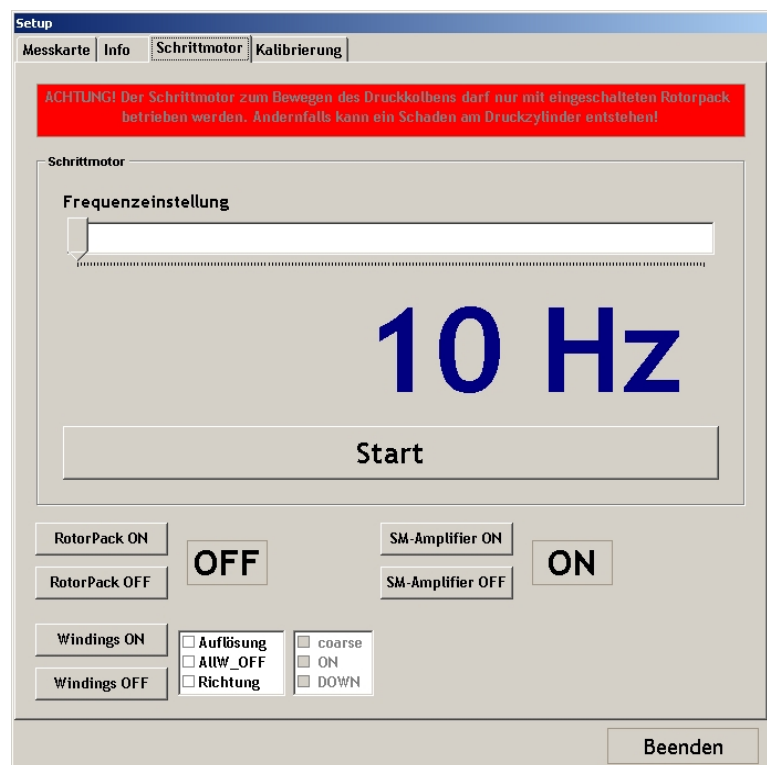 Setup
Messkarte Info Schrittmotor Kalibrierung
ACHTUNG! Der Schrittmotor zum Bewegen des Druckkolbens darf nur mit eingeschalteten Rotorpack
betrieben werden. Andernfalls kann ein Schaden am Druckzylinder entstehen!
Schrittmotor
Frequenzeinstellung
10 Hz
Start
RotorPack ON
RotorPack OFF
OFF
SM-Amplifier ON
SM-Amplifier OFF
ON
Windings ON
Windings OFF
Auflösung
AllW_OFF
Richtung
coarse
ON
DOWN
Beenden